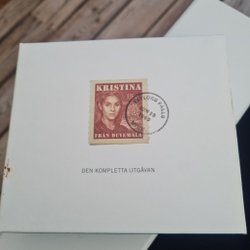 KRISTINA
FRÅN DUVEMÅLA
DEN KOMPLETTA UTGÅVAN